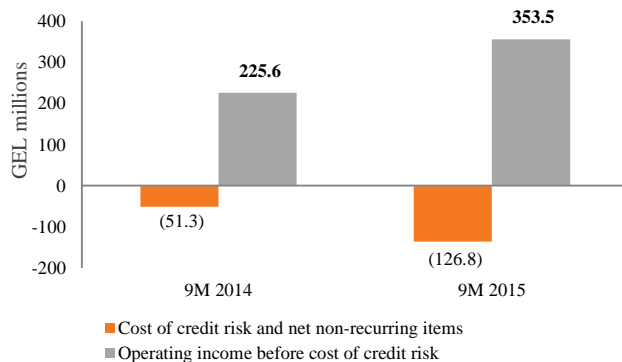 GEL millions
400
300
200
100
0
-100
-200
225.6
(51.3)
353.5
(126.8)
9M 2014
9M 2015
Cost of credit risk and net non-recurring items
Operating income before cost of credit risk